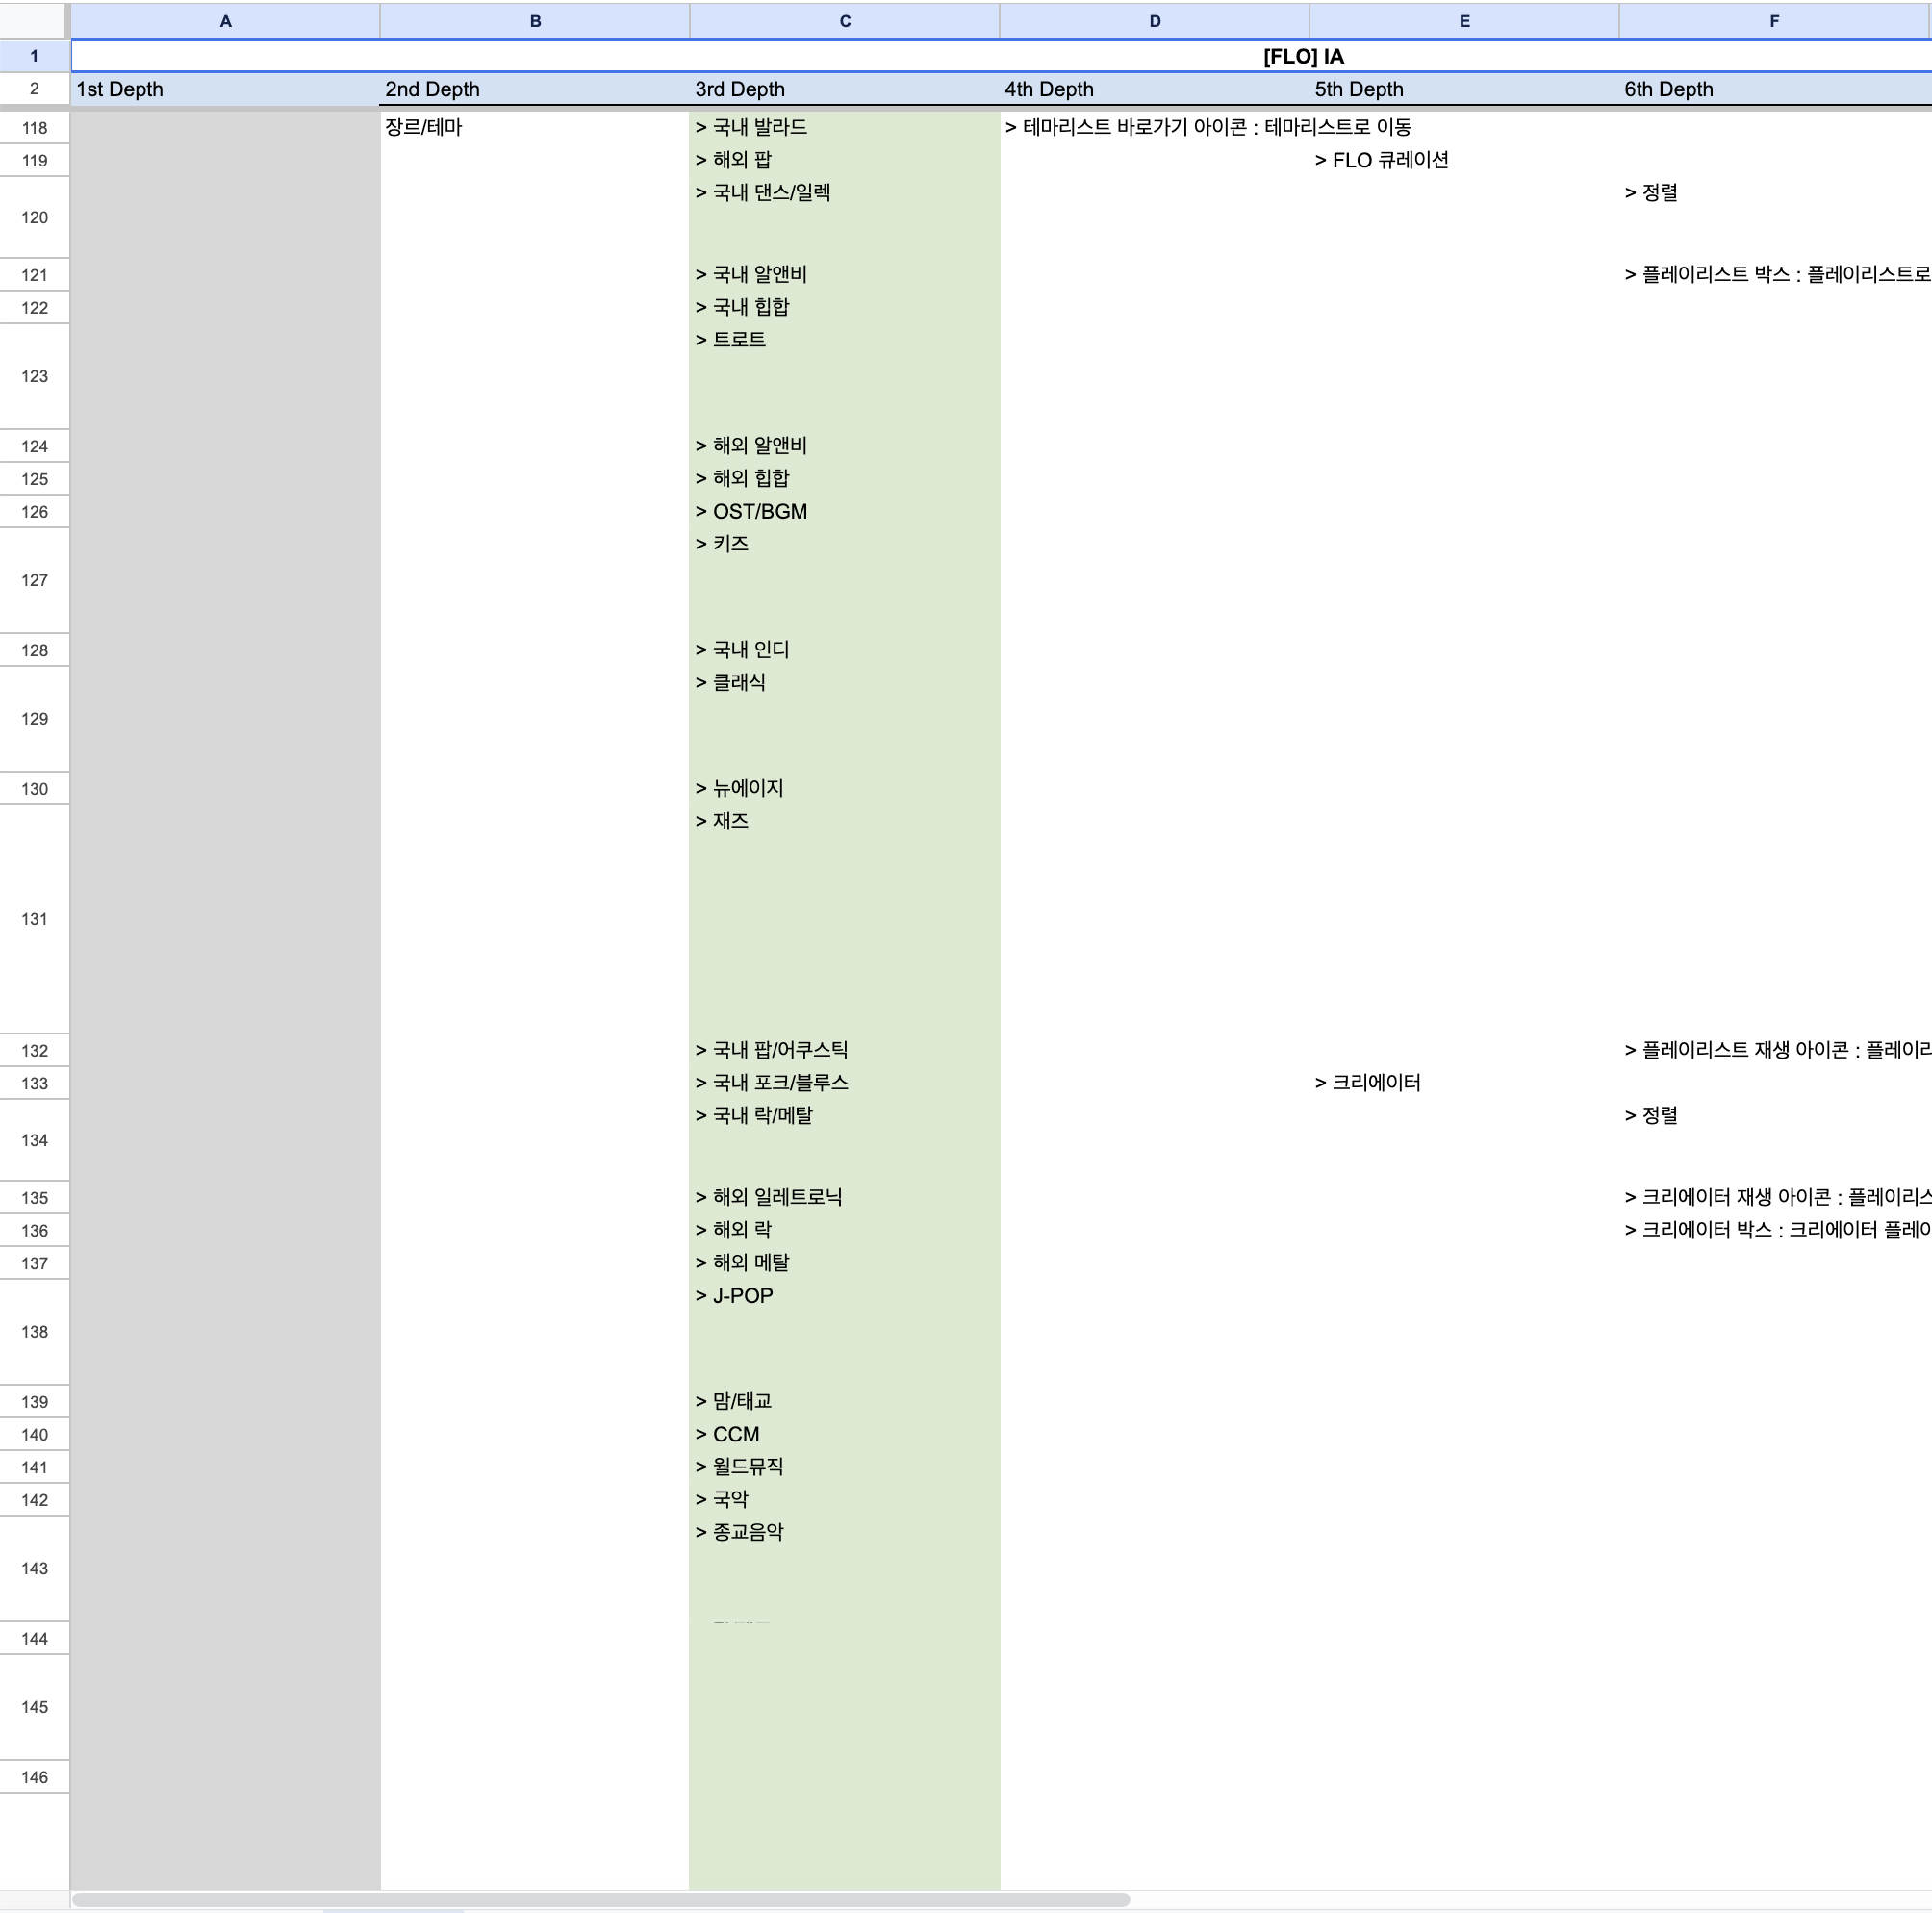 A B C D E F
1 [FLO] IA
2 1st Depth 2nd Depth 3rd Depth 4th Depth 5th Depth 6th Depth
118 장르/테마 > 국내 발라드 > 테마리스트 바로가기 아이콘 : 테마리스트로 이동
119 > 해외 팝 > FLO 큐레이션
120 > 국내 댄스/일렉 > 정렬
121 > 국내 알앤비 > 플레이리스트 박스 : 플레이리스트로
122 > 국내 힙합
123 > 트로트
124 > 해외 알앤비
125 > 해외 힙합
126 > OST/BGM
127 > 키즈
128 > 국내 인디
129 > 클래식
130 > 뉴에이지
131 > 재즈
132 > 국내 팝/어쿠스틱 > 플레이리스트 재생 아이콘 : 플레이리
133 > 국내 포크/블루스 > 크리에이터
134 > 국내 락/메탈 > 정렬
135 > 해외 일레트로닉 > 크리에이터 재생 아이콘 : 플레이리스
136 > 해외 락 > 크리에이터 박스 : 크리에이터 플레이
137 > 해외 메탈
138 > J-POP
139 > 맘/태교
140 > CCM
141 > 월드뮤직
142 > 국악
143 > 종교음악
144
145
146